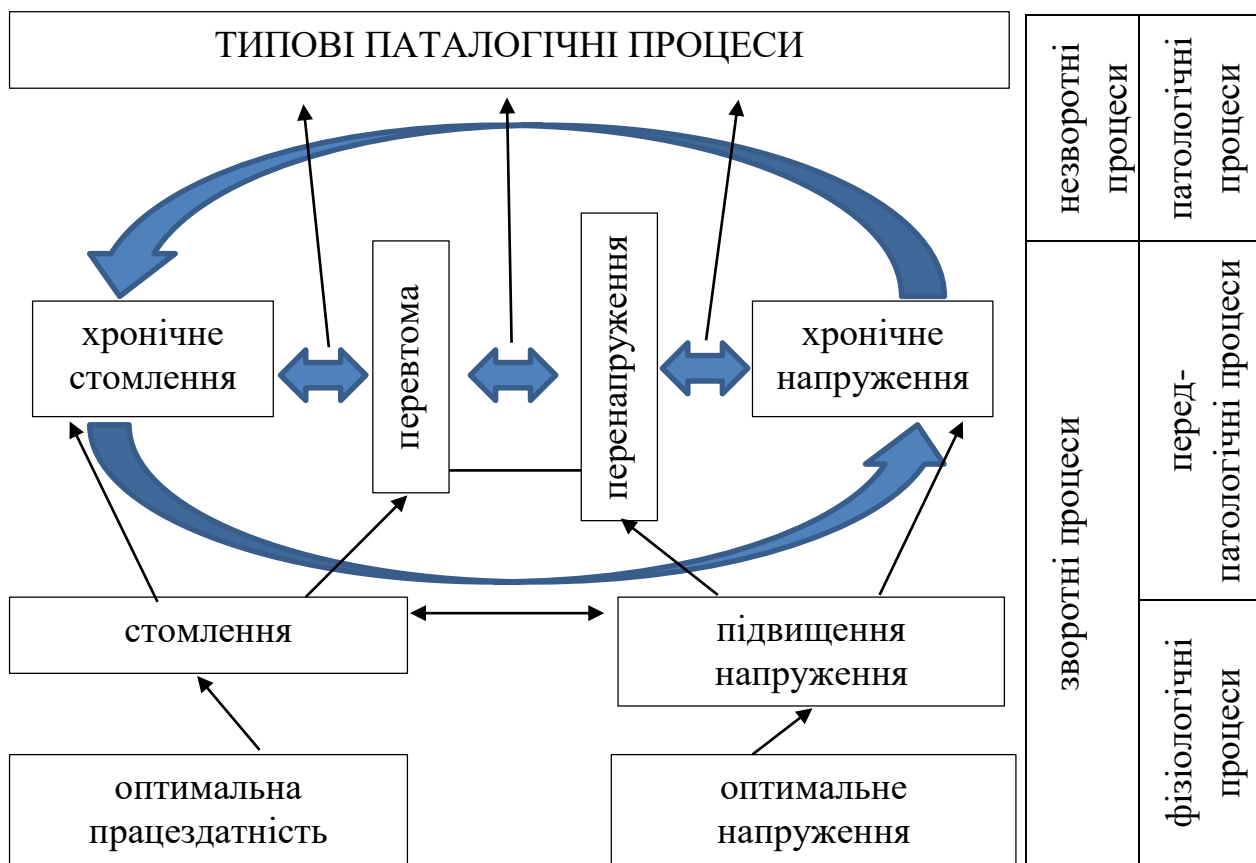 ТИПОВІ ПАТАЛОГІЧНІ ПРОЦЕСИ
незворотні
процеси
патологічні
процеси
хронічне
стомлення
перевтома
перенапруження
хронічне
напруження
зворотні процеси
перед-
патологічні процеси
стомлення
підвищення
напруження
оптимальна
працездатність
оптимальне
напруження
фізіологічні
процеси